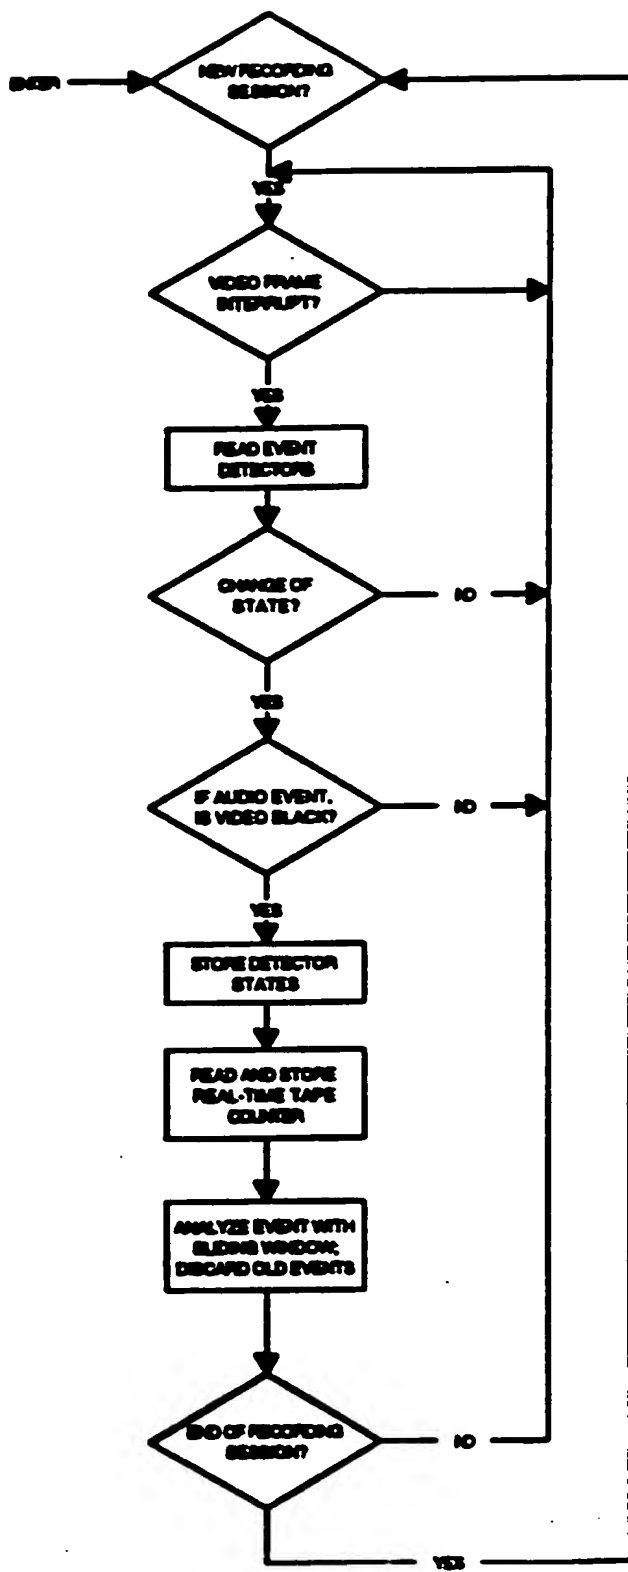 NEW RECORDING
SESSION?
ENTER
YES
VIDEO FRAME
INTERRUPT?
YES
READ EVENT
DETECTORS
CHANGE OF
STATE?
NO
YES
IF AUDIO EVENT,
IS VIDEO BLACK?
NO
YES
STORE DETECTOR
STATES
READ AND STORE
REAL-TIME TAPE
COUNTER
ANALYZE EVENT WITH
SLIDING WINDOW;
DISCARD OLD EVENTS
END OF RECORDING
SESSION?
NO
YES